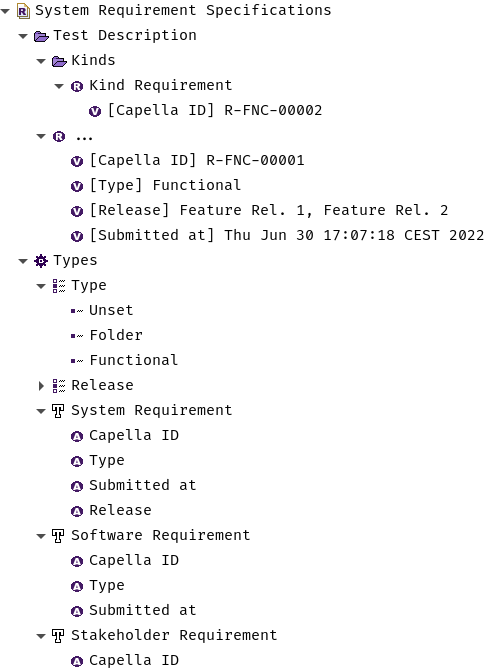 System Requirement Specifications
Test Description
Kinds
Kind Requirement
[Capella ID] R-FNC-00002
...
[Capella ID] R-FNC-00001
[Type] Functional
[Release] Feature Rel. 1, Feature Rel. 2
[Submitted at] Thu Jun 30 17:07:18 CEST 2022
Types
Type
Unset
Folder
Functional
Release
System Requirement
Capella ID
Type
Submitted at
Release
Software Requirement
Capella ID
Type
Submitted at
Stakeholder Requirement
Capella ID